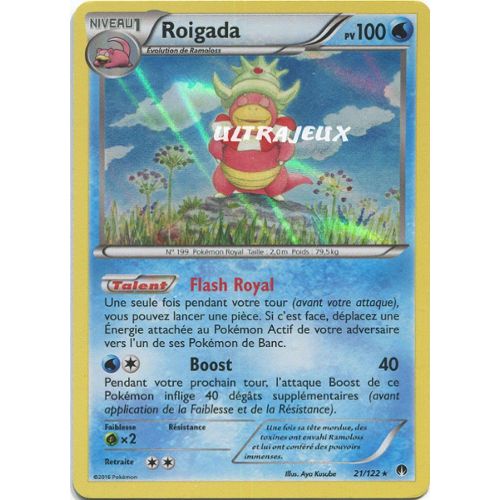 NIVEAU 1
Roigada
PV 100
Évolution de Ramoloss
ULTRAJEUX
N° 199 Pokémon Royal Taille : 2,0m Poids : 79,5kg
Talent Flash Royal
Une seule fois pendant votre tour (avant votre attaque),
vous pouvez lancer une pièce. Si c'est face, déplacez une
Énergie attachée au Pokémon Actif de votre adversaire
vers l'un de ses Pokémon de Banc.
Boost 40
Pendant votre prochain tour, l'attaque Boost de ce
Pokémon inflige 40 dégâts supplémentaires (avant
application de la Faiblesse et de la Résistance).
Faiblesse Résistance
×2
Retraite
Une fois sa tête mordue, des
toxines ont envahi Ramoloss
et lui ont conféré des pouvoirs
immenses.
©2016 Pokémon
Illus. Ayo Kusube
21/122 ★